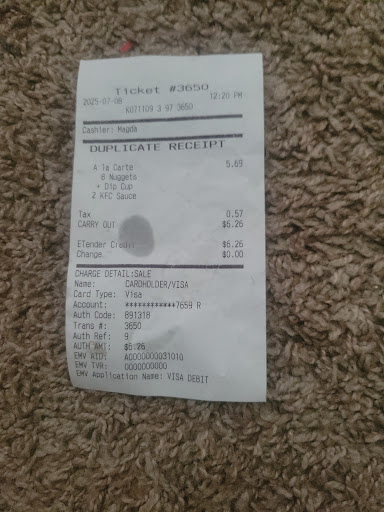 Ticket #3650
2025-07-08 12:20 PM
K071109 3 97 3650
Cashier: Magda
DUPLICATE RECEIPT
A la Carte 5.69
8 Nuggets
+ Dip Cup
2 KFC Sauce
Tax 0.57
CARRY OUT $6.26
ETender Credit $6.26
Change $0.00
CHARGE DETAIL:SALE
Name: CARDHOLDER/VISA
Card Type: Visa
Account: ************7659 R
Auth Code: 891318
Trans #: 3650
Auth Ref: 9
AUTH AMT: $6.26
EMV AID: AC000000031010
EMV TVR: 0000000000
EMV Application Name: VISA DEBIT